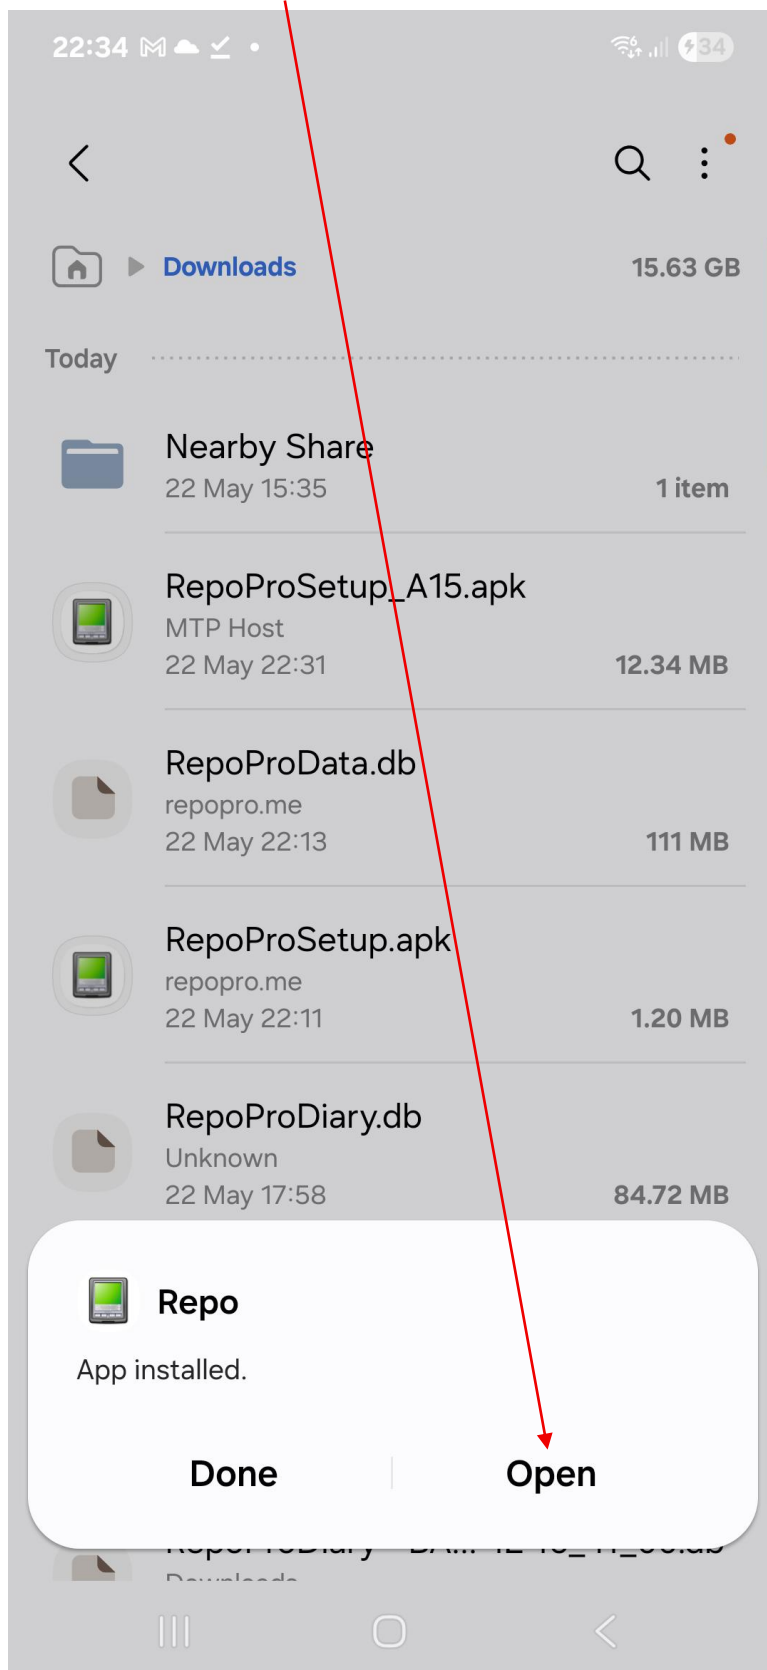 22:34
34
Downloads
15.63 GB
Today
Nearby Share
22 May 15:35
1 item
RepoProSetup_A15.apk
MTP Host
22 May 22:31
12.34 MB
RepoProData.db
repopro.me
22 May 22:13
111 MB
RepoProSetup.apk
repopro.me
22 May 22:11
1.20 MB
RepoProDiary.db
Unknown
22 May 17:58
84.72 MB
Repo
App installed.
Done
Open